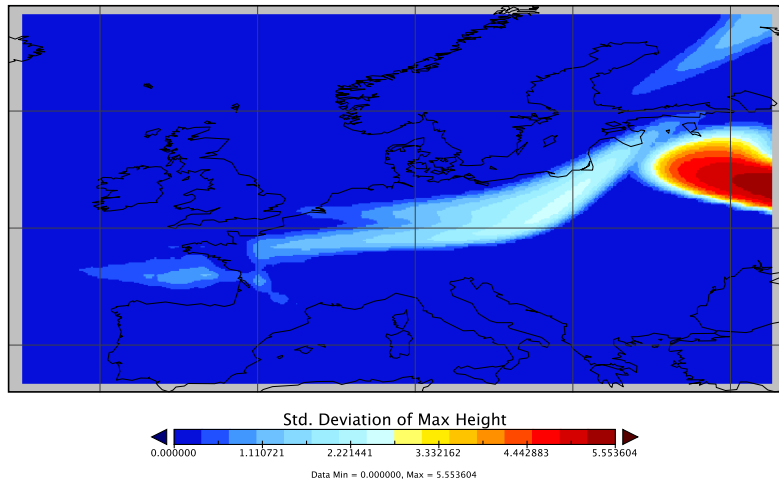 Std. Deviation of Max Height
0.000000 1.110721 2.221441 3.332162 4.442883 5.553604
Data Min = 0.000000, Max = 5.553604